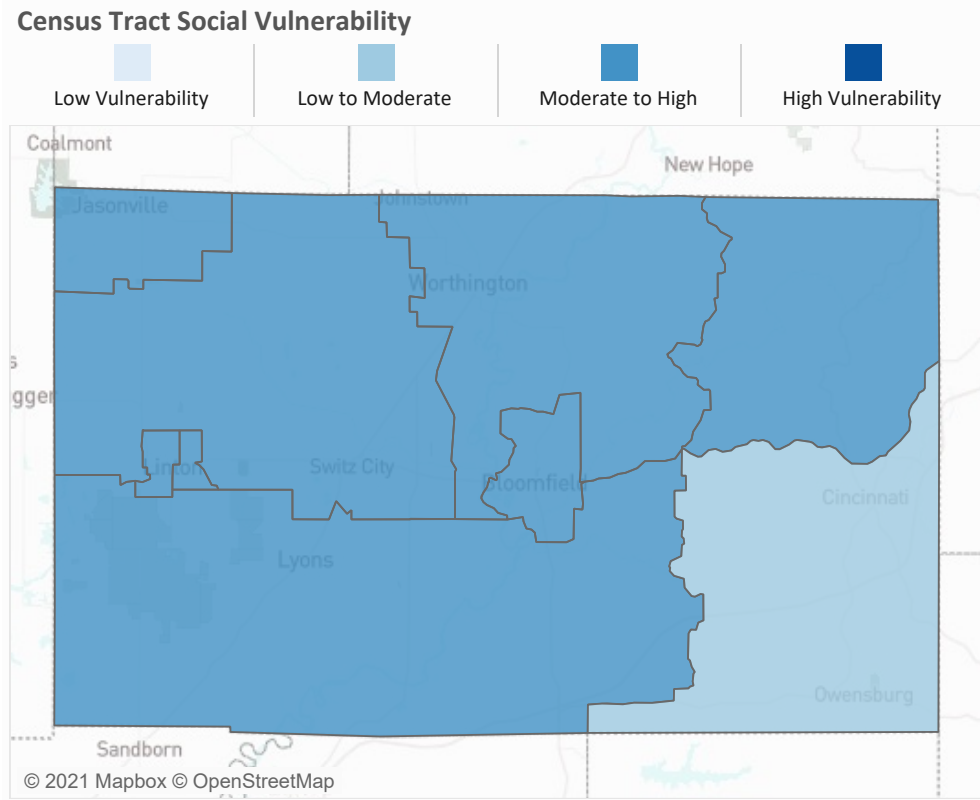 Census Tract Social Vulnerability
Low Vulnerability
Low to Moderate
Moderate to High
High Vulnerability
Coalmont
New Hope
Jasonville
Johnstown
Worthington
gger
Linton
Switz City
Bloomfield
Cincinnati
Lyons
Owensburg
Sandborn
© 2021 Mapbox © OpenStreetMap